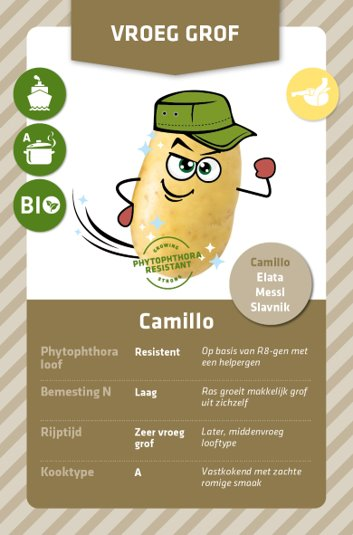 VROEG GROF
A
BIO
GROWING
PHYTOPHTHORA
RESISTANT
Camillo
Elata
Messi
Slavnik
Camillo
Phytophthora
loof
Resistent
Op basis van R8-gen met
een helpergen
Bemesting N
Laag
Ras groeit makkelijk grof
uit zichzelf
Rijptijd
Zeer vroeg
grof
Later, middenvroeg
looftype
Kooktype
A
Vastkokend met zachte
romige smaak